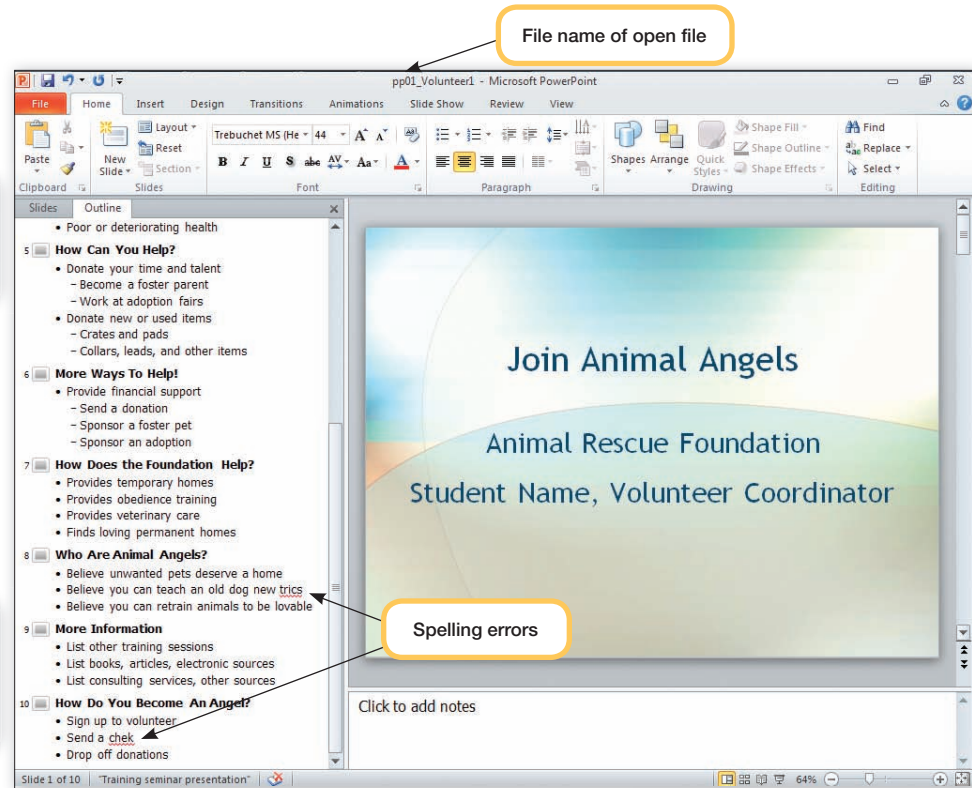 File name of open file
pp01_Volunteer1 - Microsoft PowerPoint
File Home Insert Design Transitions Animations Slide Show Review View
Paste
Clipboard
New Slide
Layout
Reset
Section
Slides
Trebuchet MS (He 44
B I U S abc AV Aa A
Font
Paragraph
Shapes Arrange Quick Styles
Shape Fill
Shape Outline
Shape Effects
Drawing
Find
Replace
Select
Editing
Slides Outline
• Poor or deteriorating health
5 How Can You Help?
• Donate your time and talent
– Become a foster parent
– Work at adoption fairs
• Donate new or used items
– Crates and pads
– Collars, leads, and other items
6 More Ways To Help!
• Provide financial support
– Send a donation
– Sponsor a foster pet
– Sponsor an adoption
7 How Does the Foundation Help?
• Provides temporary homes
• Provides obedience training
• Provides veterinary care
• Finds loving permanent homes
8 Who Are Animal Angels?
• Believe unwanted pets deserve a home
• Believe you can teach an old dog new trics
• Believe you can retrain animals to be lovable
9 More Information
• List other training sessions
• List books, articles, electronic sources
• List consulting services, other sources
10 How Do You Become An Angel?
• Sign up to volunteer
• Send a chek
• Drop off donations
Join Animal Angels
Animal Rescue Foundation
Student Name, Volunteer Coordinator
Spelling errors
Click to add notes
Slide 1 of 10 "Training seminar presentation" 64%